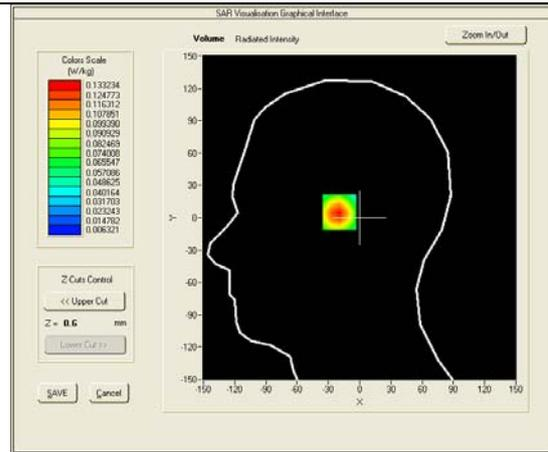 SAR Visualisation Graphical Interface
Volume Radiated Intensity
Zoom In/Out
Colors Scale
(W/kg)
0.133234
0.124773
0.116312
0.107851
0.099390
0.090929
0.082469
0.074008
0.065547
0.057086
0.048625
0.040164
0.031703
0.023243
0.014782
0.006321
Z Cuts Control
<< Upper Cut
Z = 0.6 mm
Lower Cut >>
SAVE Cancel
150
120
90
60
30
0
-30
-60
-90
-120
-150
Y
-150 -120 -90 -60 -30 0 30 60 90 120 150
X